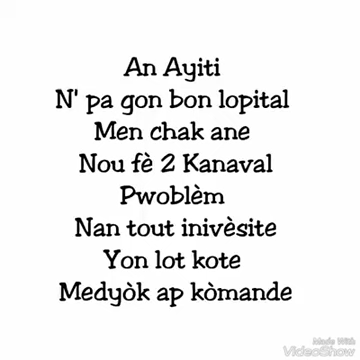 An Ayiti
N' pa gon bon lopital
Men chak ane
Nou fè 2 Kanaval
Pwoblèm
Nan tout inivèsite
Yon lot kote
Medyòk ap kòmande
Made With
VideoShow